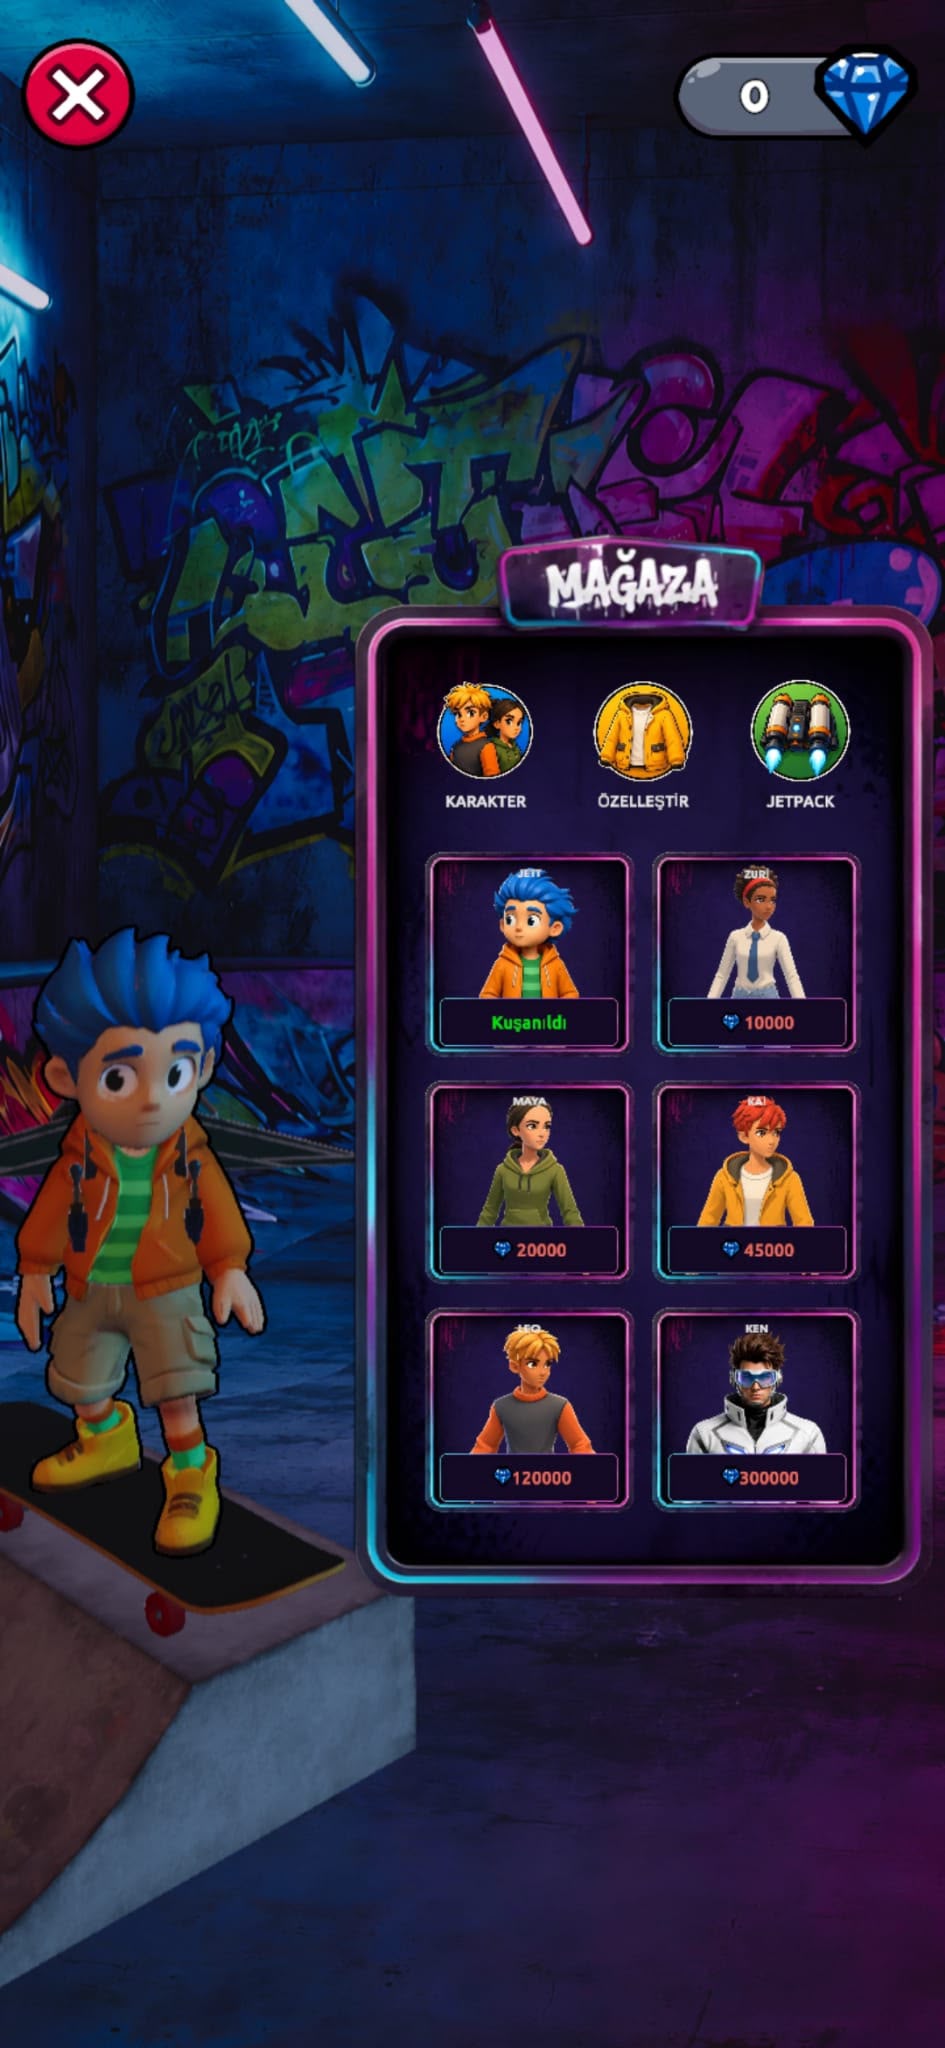 0
MAĞAZA
KARAKTER
ÖZELLEŞTİR
JETPACK
JETT
ZURİ
Kuşanıldı
10000
MAYA
KAI
20000
45000
LEO
KEN
120000
300000